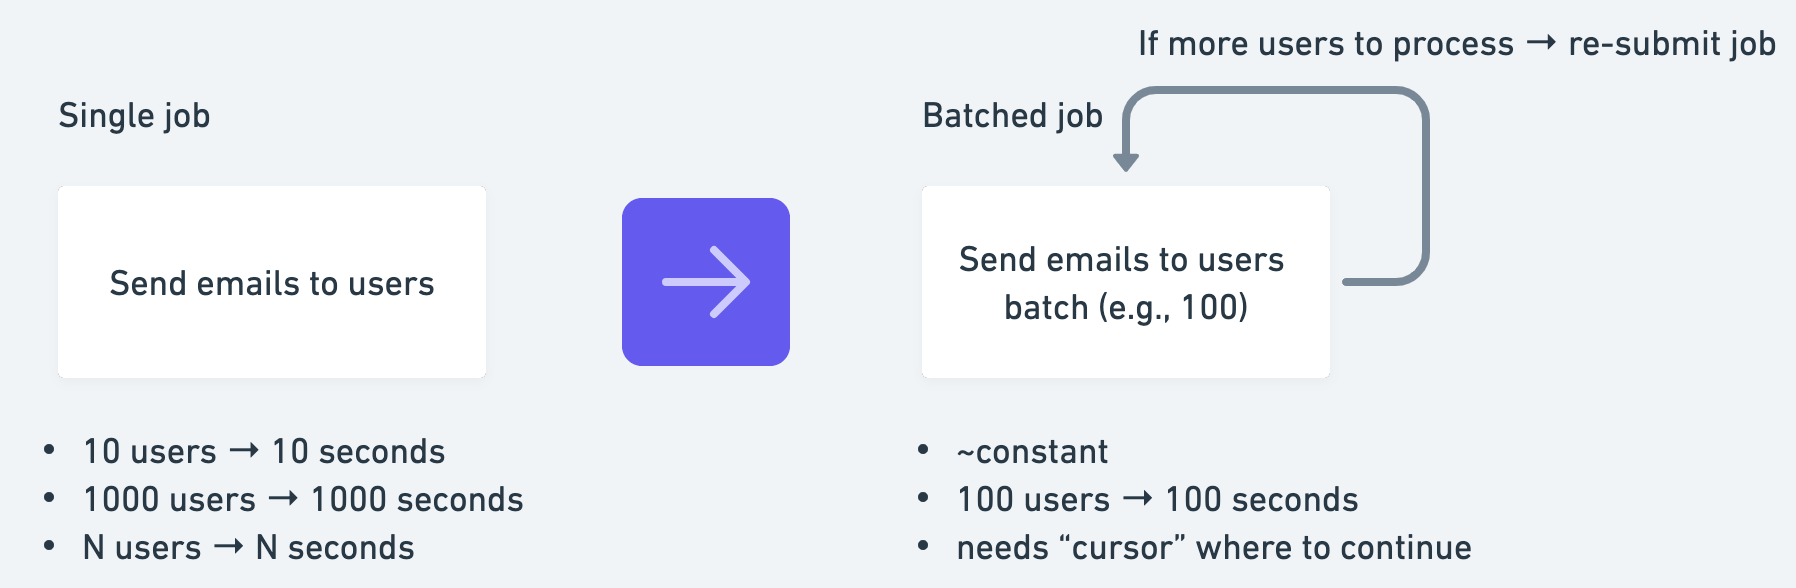 If more users to process → re-submit job
Single job
Batched job
Send emails to users
Send emails to users
batch (e.g., 100)
• 10 users → 10 seconds
• 1000 users → 1000 seconds
• N users → N seconds
• ~constant
• 100 users → 100 seconds
• needs “cursor” where to continue